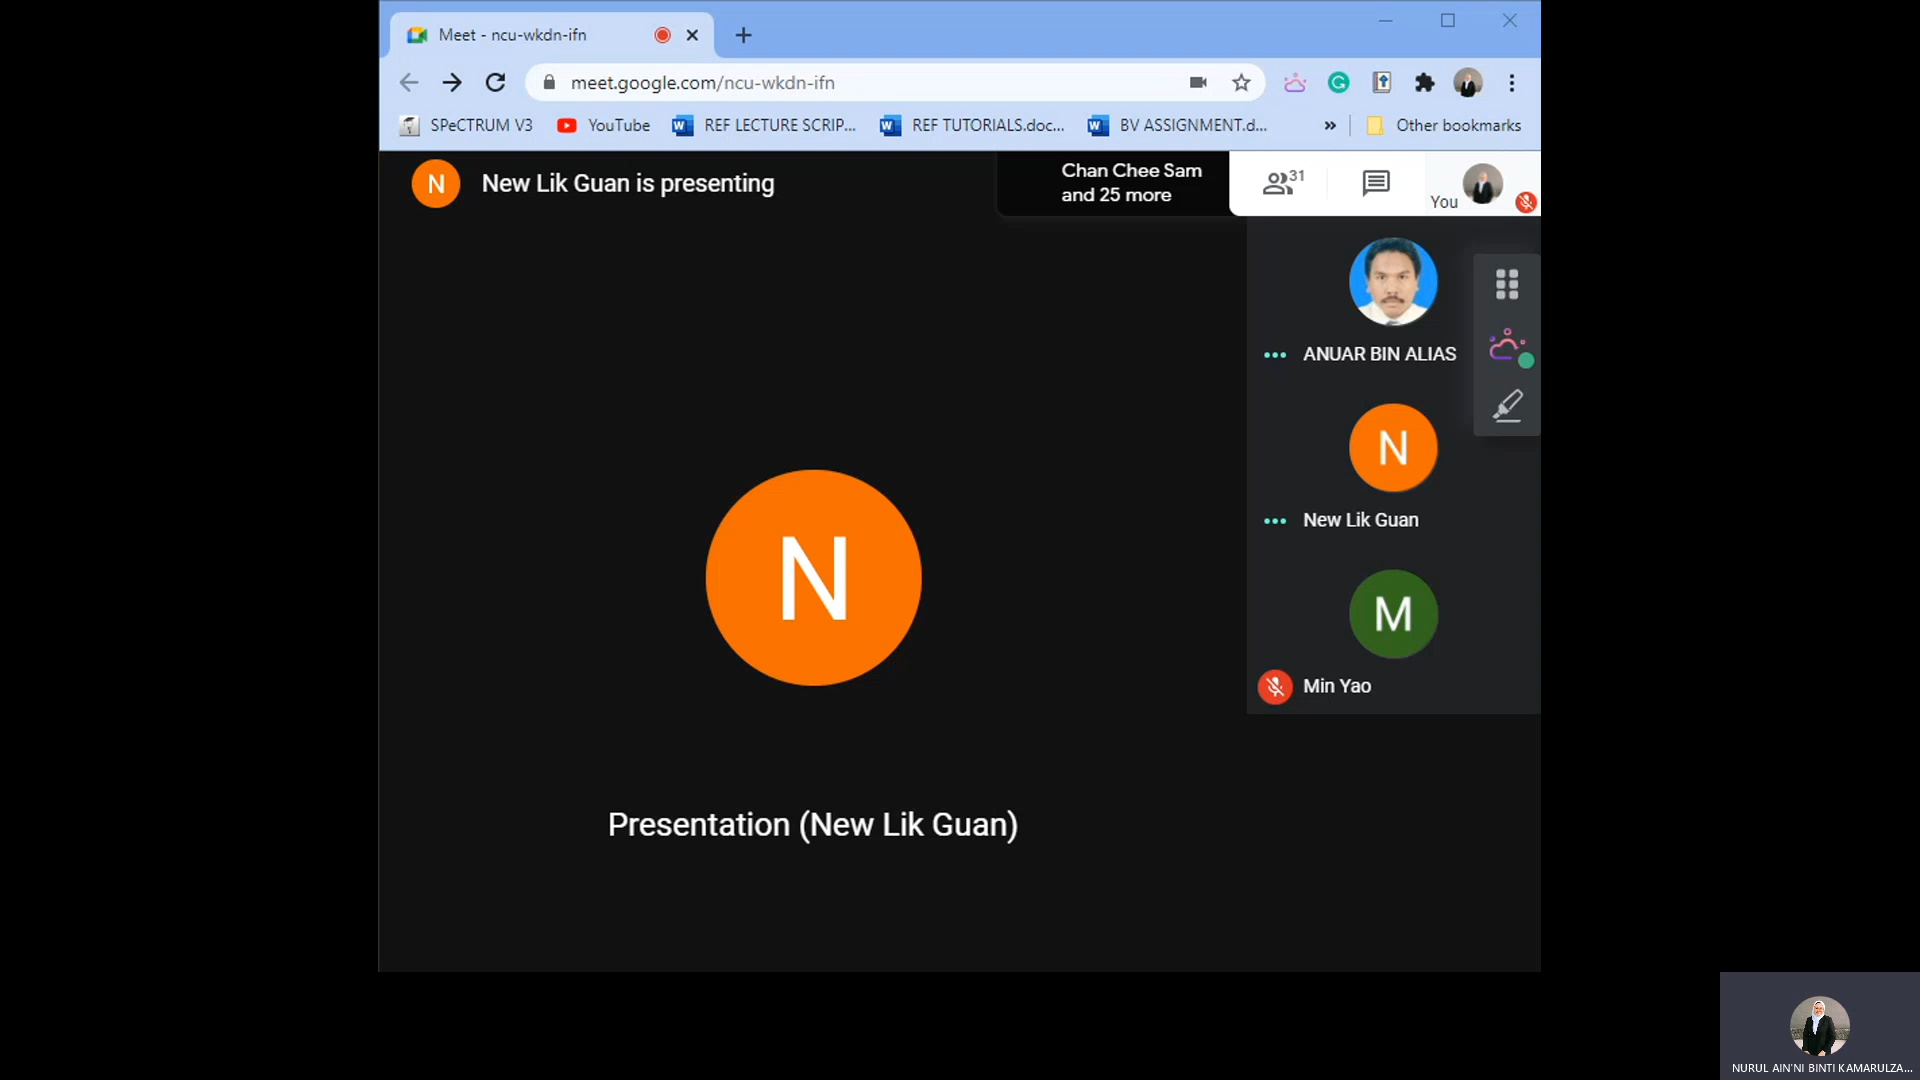 Meet - ncu-wkdn-ifn
meet.google.com/ncu-wkdn-ifn
SPeCTRUM V3
YouTube
REF LECTURE SCRIP...
REF TUTORIALS.doc...
BV ASSIGNMENT.d...
»
Other bookmarks
N
New Lik Guan is presenting
Chan Chee Sam
and 25 more
31
You
ANUAR BIN ALIAS
N
New Lik Guan
M
Min Yao
N
Presentation (New Lik Guan)
NURUL AIN'NI BINTI KAMARULZA...